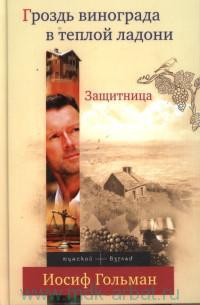 Гроздь винограда
в теплой ладони
Защитница
мужской взгляд
Иосиф Гольман